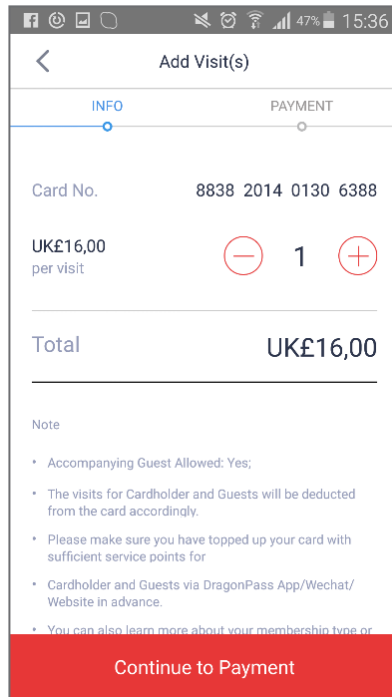 47% 15:36
Add Visit(s)
INFO PAYMENT
Card No. 8838 2014 0130 6388
UK£16,00
per visit
1
Total UK£16,00
Note
• Accompanying Guest Allowed: Yes;
• The visits for Cardholder and Guests will be deducted
from the card accordingly.
• Please make sure you have topped up your card with
sufficient service points for
• Cardholder and Guests via DragonPass App/Wechat/
Website in advance.
• You can also learn more about your membership type or
Continue to Payment